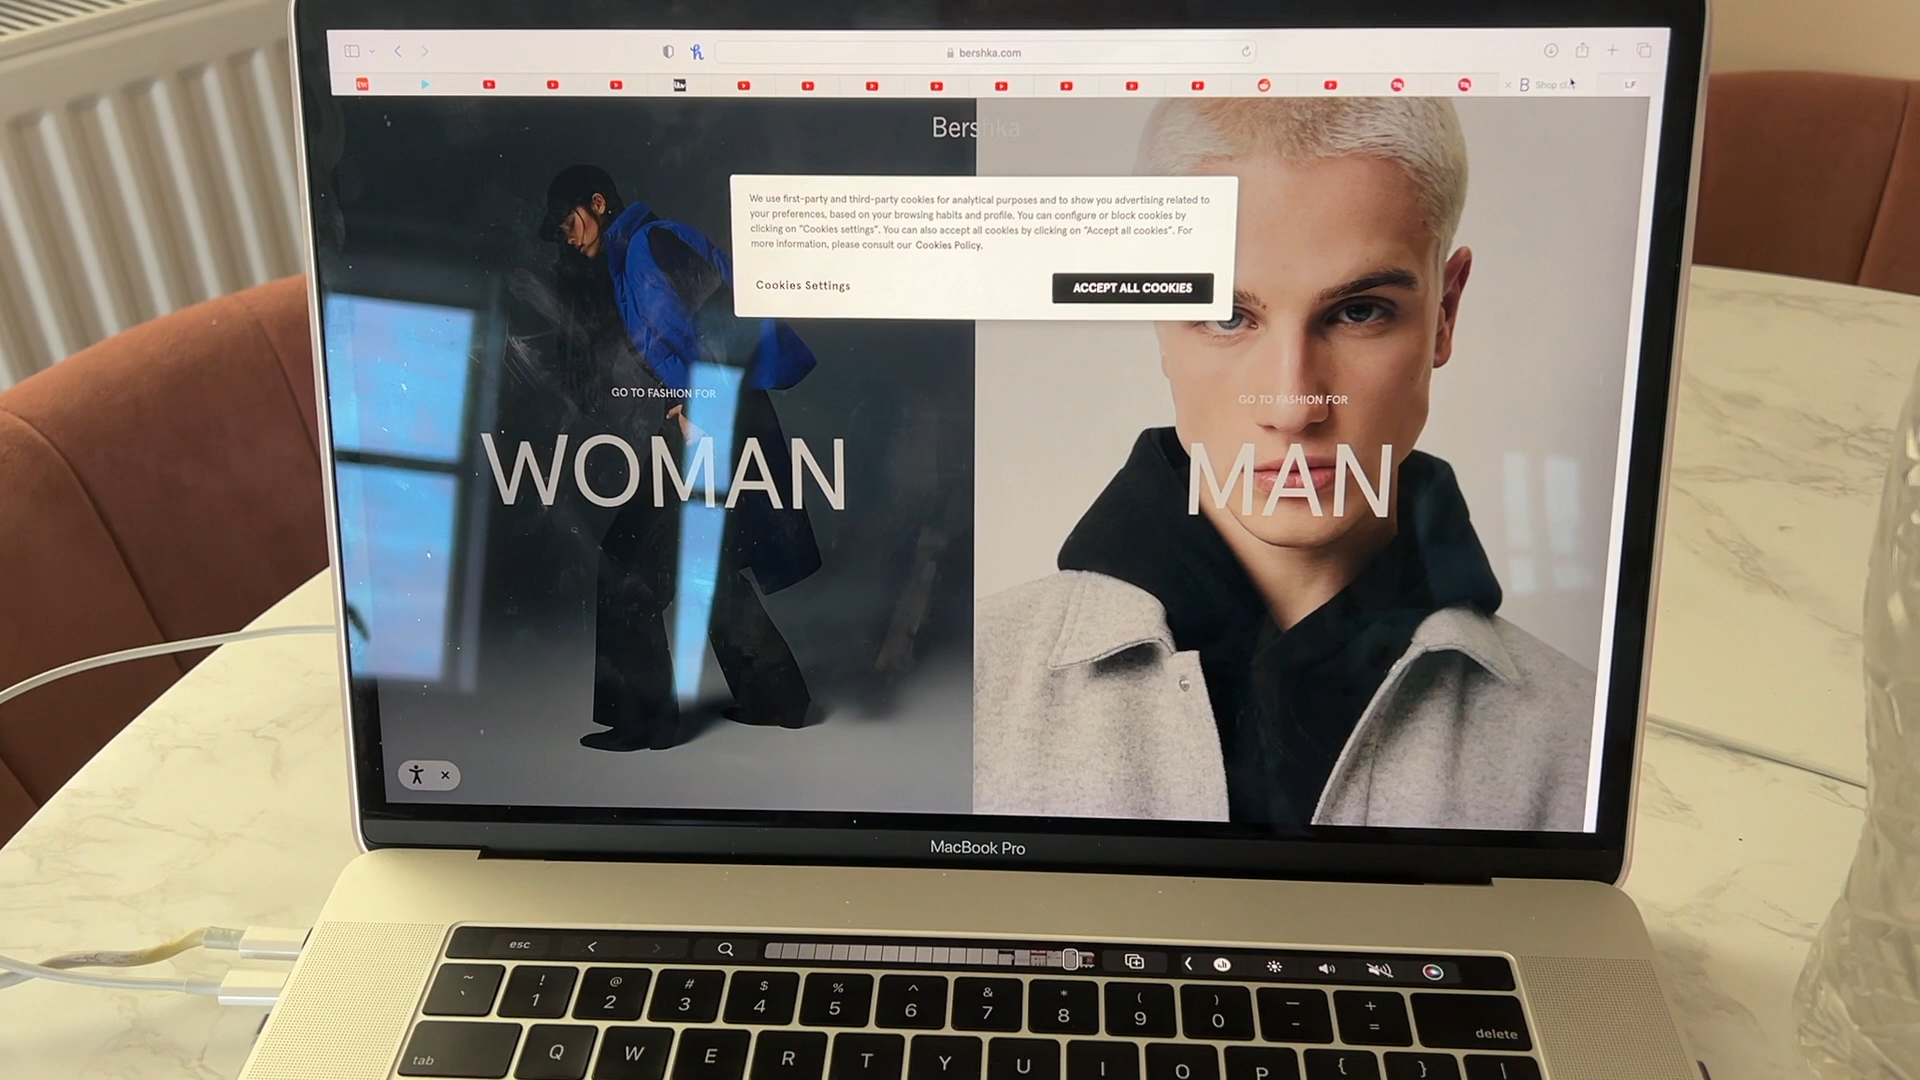 bershka.com
Shop cl
LF
Bershka
We use first-party and third-party cookies for analytical purposes and to show you advertising related to
your preferences, based on your browsing habits and profile. You can configure or block cookies by
clicking on "Cookies settings". You can also accept all cookies by clicking on "Accept all cookies". For
more information, please consult our Cookies Policy.
Cookies Settings
ACCEPT ALL COOKIES
GO TO FASHION FOR
WOMAN
GO TO FASHION FOR
MAN
MacBook Pro
esc
~ ! @ # $ % ^ & * ( ) — +
` 1 2 3 4 5 6 7 8 9 0 - = delete
tab Q W E R T Y U I O P { } |